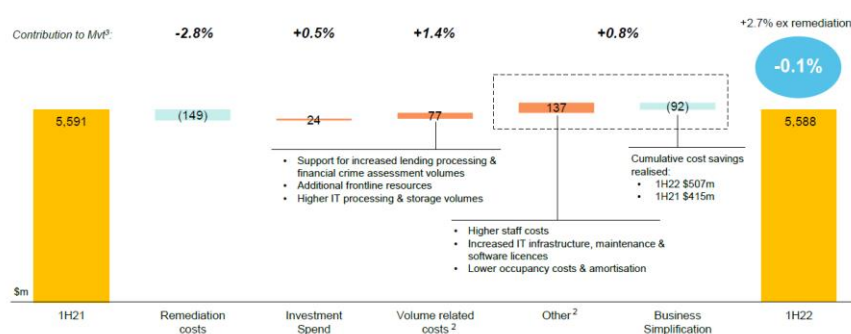 Contribution to Mvt³:
-2.8%
+0.5%
+1.4%
+0.8%
+2.7% ex remediation
-0.1%
5,591
(149)
24
77
137
(92)
5,588
• Support for increased lending processing &
financial crime assessment volumes
• Additional frontline resources
• Higher IT processing & storage volumes
Cumulative cost savings
realised:
• 1H22 $507m
• 1H21 $415m
• Higher staff costs
• Increased IT infrastructure, maintenance &
software licences
• Lower occupancy costs & amortisation
$m
1H21
Remediation
costs
Investment
Spend
Volume related
costs ²
Other ²
Business
Simplification
1H22